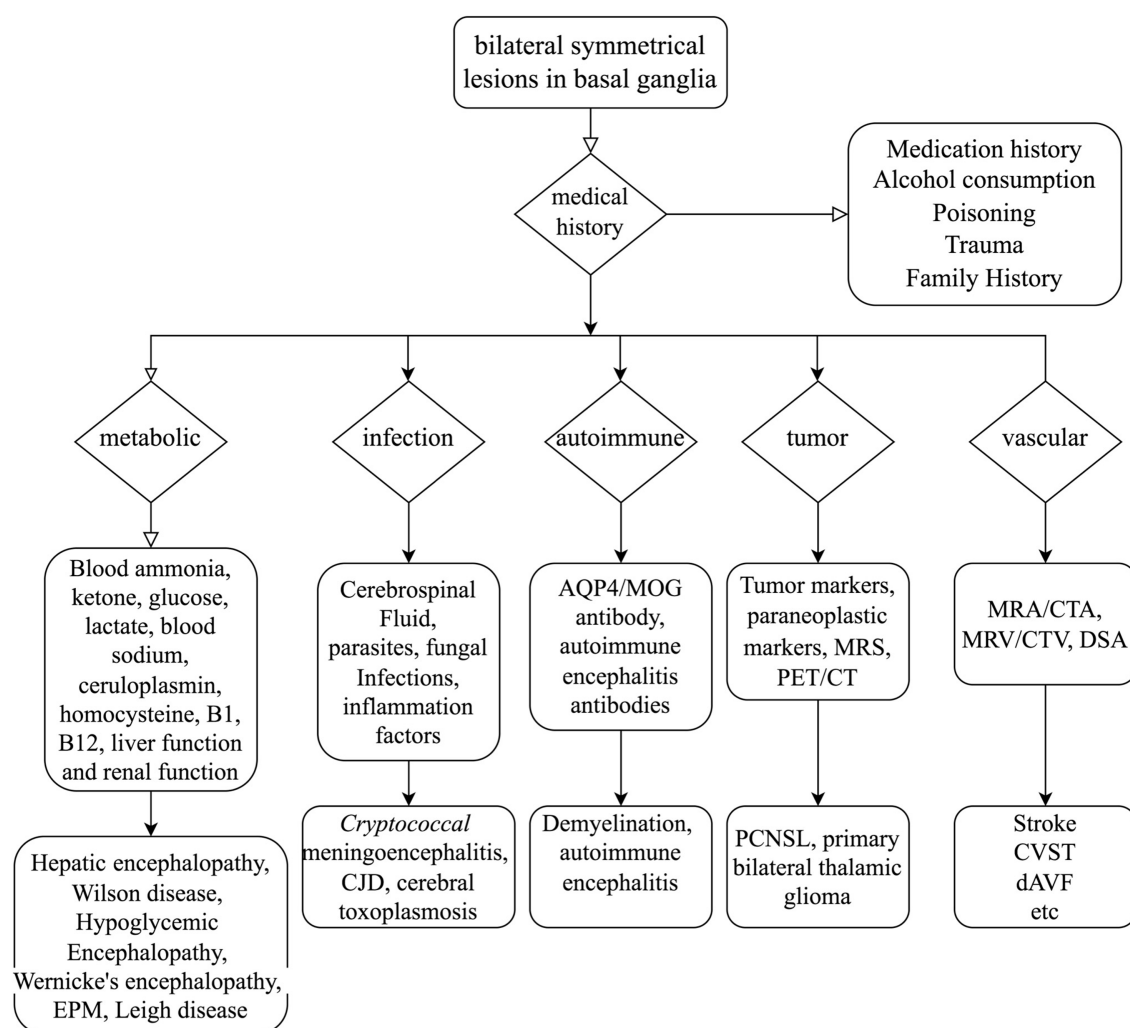 bilateral symmetrical
lesions in basal ganglia
medical
history
Medication history
Alcohol consumption
Poisoning
Trauma
Family History
metabolic
infection
autoimmune
tumor
vascular
Blood ammonia,
ketone, glucose,
lactate, blood
sodium,
ceruloplasmin,
homocysteine, B1,
B12, liver function
and renal function
Cerebrospinal
Fluid,
parasites, fungal
Infections,
inflammation
factors
AQP4/MOG
antibody,
autoimmune
encephalitis
antibodies
Tumor markers,
paraneoplastic
markers, MRS,
PET/CT
MRA/CTA,
MRV/CTV, DSA
Hepatic encephalopathy,
Wilson disease,
Hypoglycemic
Encephalopathy,
Wernicke's encephalopathy,
EPM, Leigh disease
Cryptococcal
meningoencephalitis,
CJD, cerebral
toxoplasmosis
Demyelination,
autoimmune
encephalitis
PCNSL, primary
bilateral thalamic
glioma
Stroke
CVST
dAVF
etc